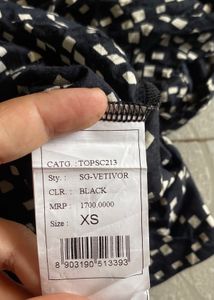 CATG : TOPSC213
Sty. : SG-VETIVOR
CLR. : BLACK
MRP : 1700.0000
Size : XS
8 903190 513393